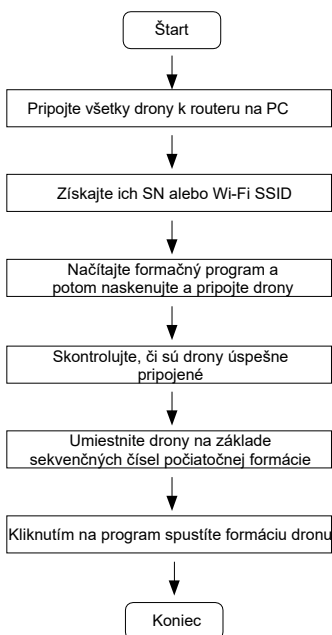 Štart
Pripojte všetky drony k routeru na PC
Získajte ich SN alebo Wi-Fi SSID
Načítajte formačný program a
potom naskenujte a pripojte drony
Skontrolujte, či sú drony úspešne
pripojené
Umiestnite drony na základe
sekvenčných čísel počiatočnej formácie
Kliknutím na program spustíte formáciu dronu
Koniec